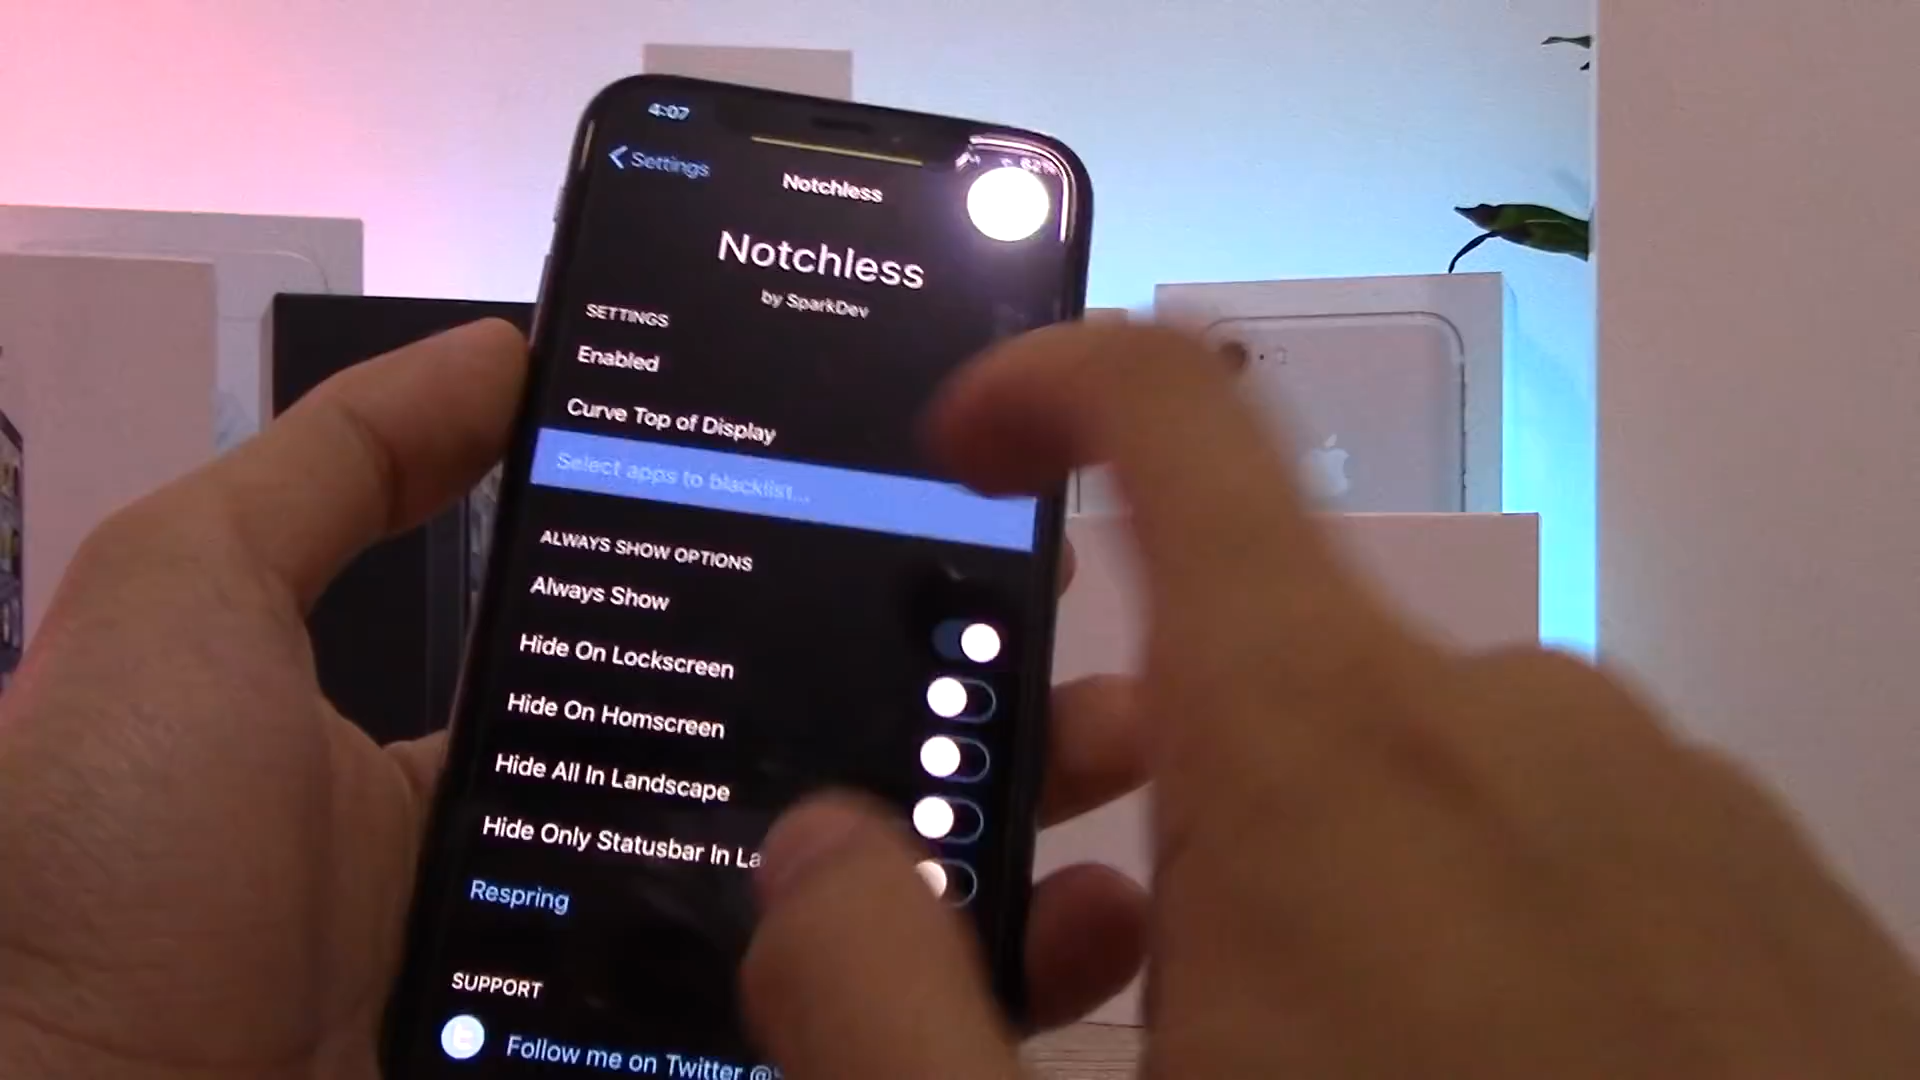 4:07
62%
Settings
Notchless
Notchless
by SparkDev
SETTINGS
Enabled
Curve Top of Display
Select apps to blacklist...
ALWAYS SHOW OPTIONS
Always Show
Hide On Lockscreen
Hide On Homscreen
Hide All In Landscape
Hide Only Statusbar In La
Respring
SUPPORT
Follow me on Twitter @